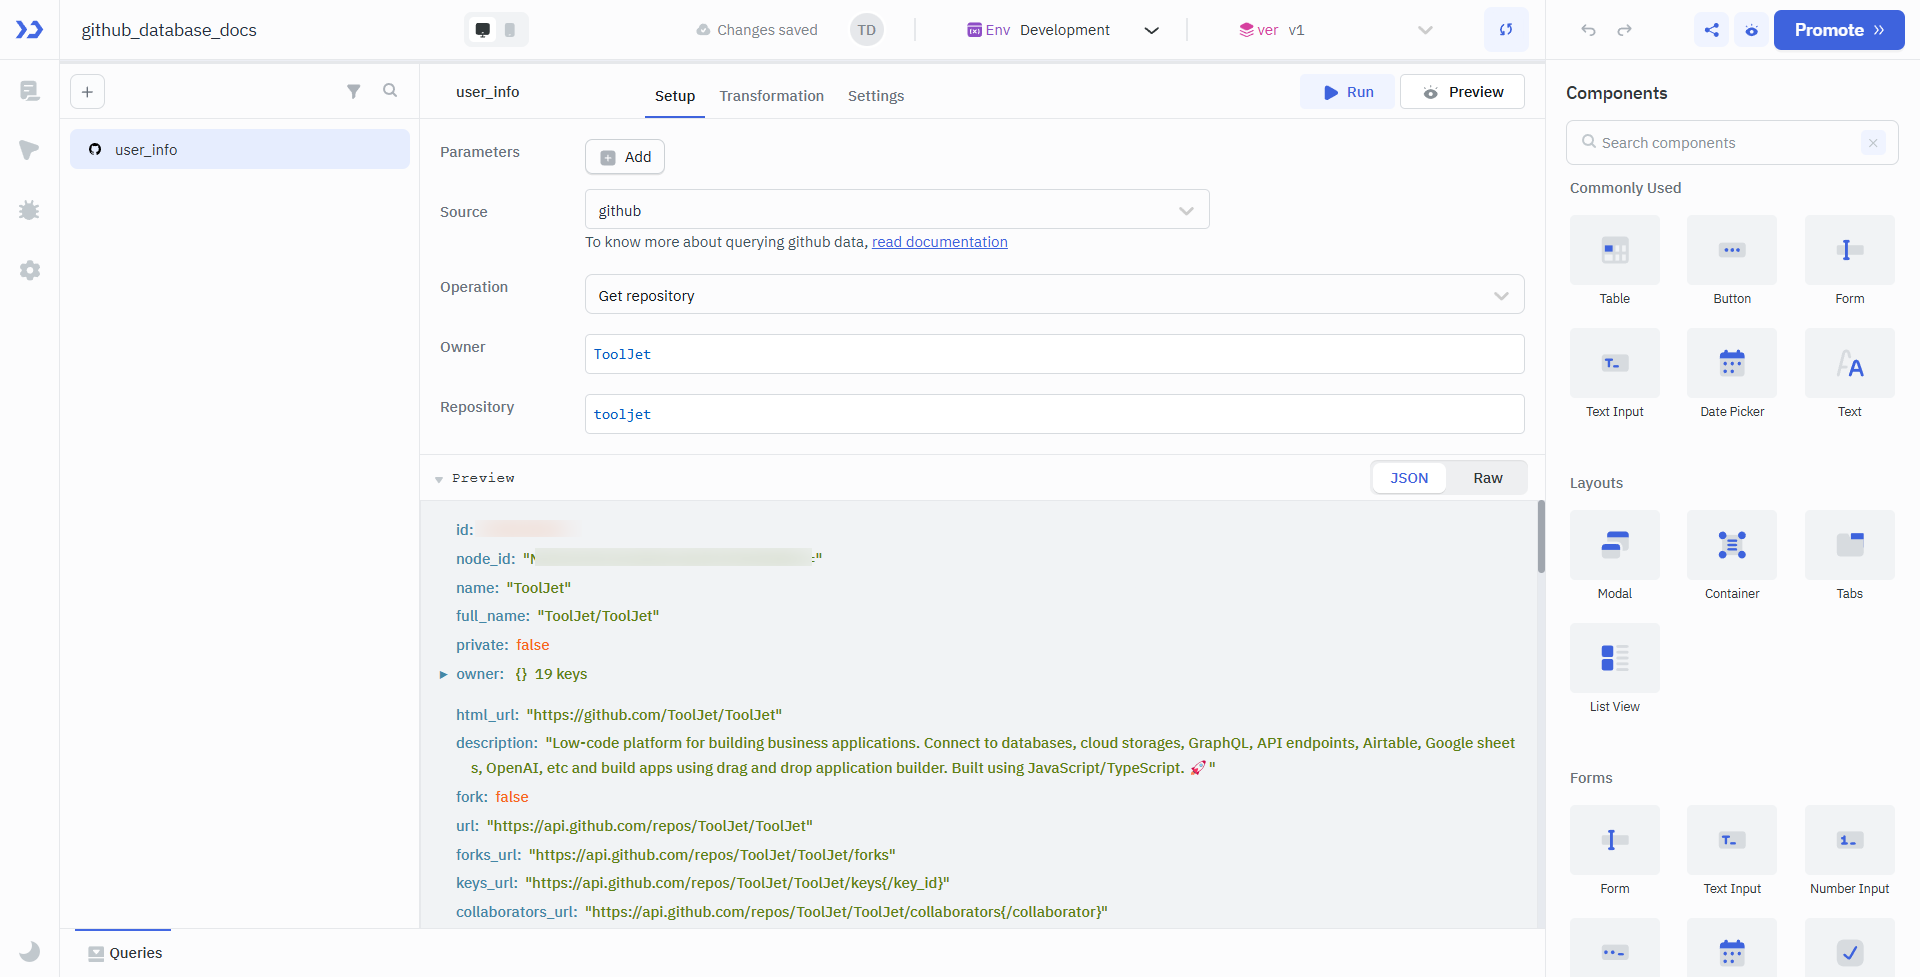 github_database_docs
Changes saved
TD
Env Development
ver v1
Promote
user_info
user_info
Setup
Transformation
Settings
Run
Preview
Parameters
Add
Source
github
To know more about querying github data, read documentation
Operation
Get repository
Owner
ToolJet
Repository
tooljet
Preview
JSON
Raw
id:
node_id: "
name: "ToolJet"
full_name: "ToolJet/ToolJet"
private: false
owner: {} 19 keys
html_url: "https://github.com/ToolJet/ToolJet"
description: "Low-code platform for building business applications. Connect to databases, cloud storages, GraphQL, API endpoints, Airtable, Google sheet
s, OpenAI, etc and build apps using drag and drop application builder. Built using JavaScript/TypeScript. 🚀"
fork: false
url: "https://api.github.com/repos/ToolJet/ToolJet"
forks_url: "https://api.github.com/repos/ToolJet/ToolJet/forks"
keys_url: "https://api.github.com/repos/ToolJet/ToolJet/keys{/key_id}"
collaborators_url: "https://api.github.com/repos/ToolJet/ToolJet/collaborators{/collaborator}"
Queries
Components
Search components
Commonly Used
Table
Button
Form
Text Input
Date Picker
Text
Layouts
Modal
Container
Tabs
List View
Forms
Form
Text Input
Number Input